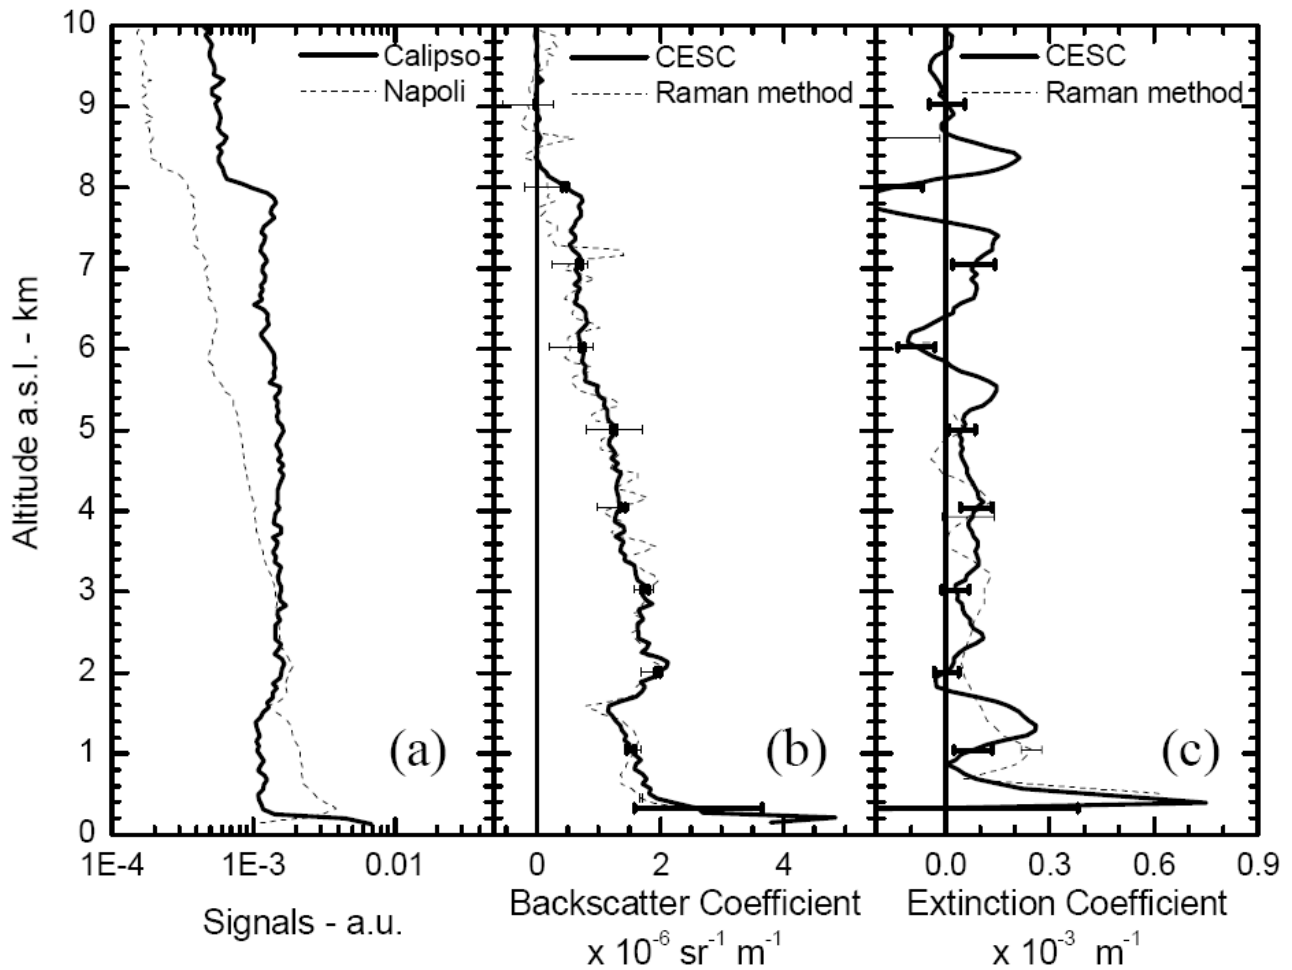 10
9
8
7
6
5
4
3
2
1
0
Altitude a.s.l. - km
Calipso
Napoli
(a)
1E-4 1E-3 0.01
Signals - a.u.
CESC
Raman method
(b)
0 2 4
Backscatter Coefficient
x 10⁻⁶ sr⁻¹ m⁻¹
CESC
Raman method
(c)
0.0 0.3 0.6 0.9
Extinction Coefficient
x 10⁻³ m⁻¹